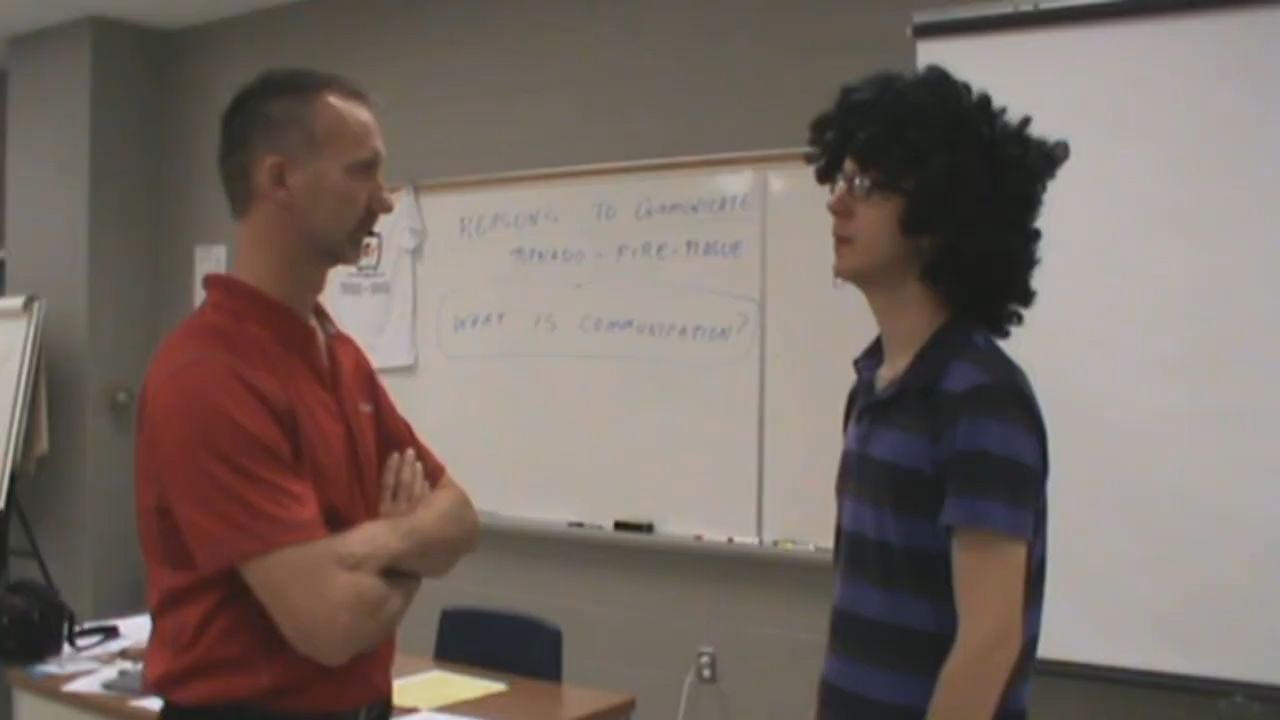 REASONS TO COMMUNICATE
TORNADO - FIRE - PLAGUE
WHAT IS COMMUNICATION?